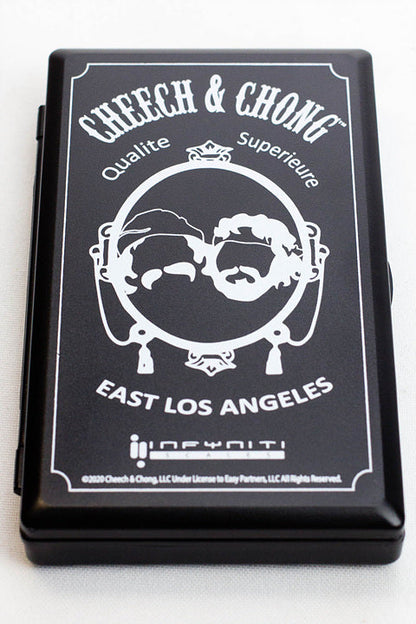 CHEECH & CHONG™
Qualite Superieure
EAST LOS ANGELES
INFYNITI
SCALES
©2020 Cheech & Chong, LLC Under License to Easy Partners, LLC All Rights Reserved.